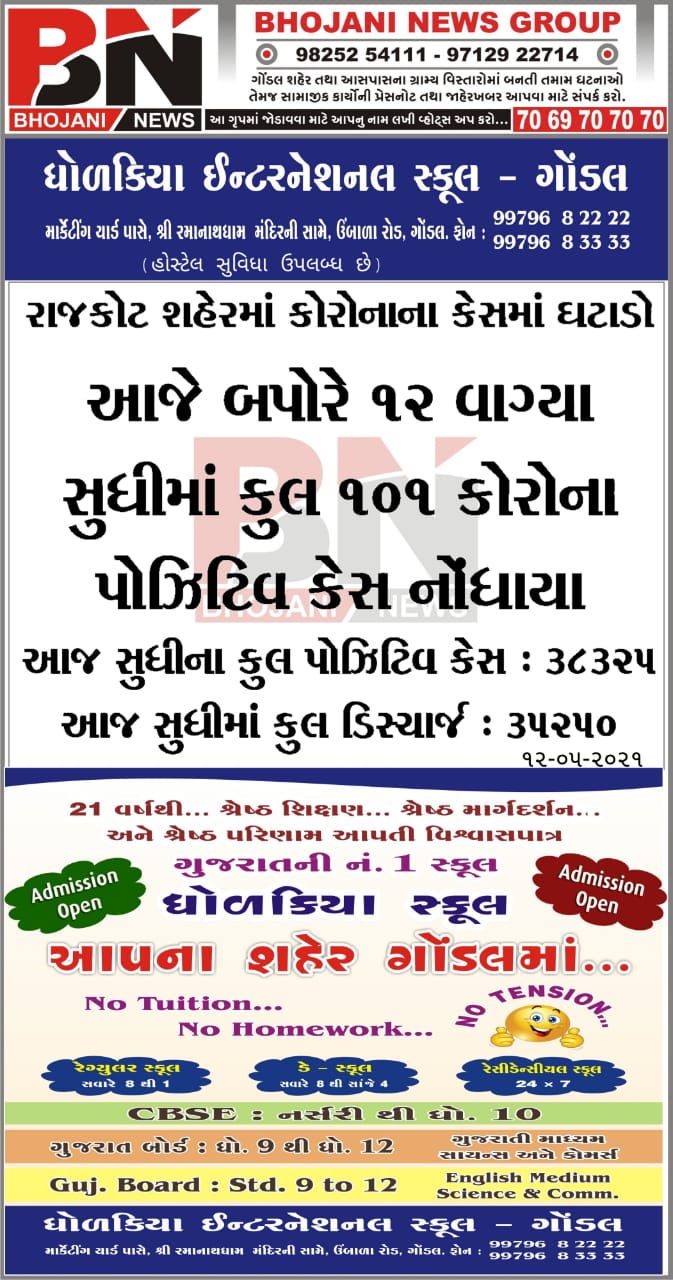 BN
BHOJANI NEWS
BHOJANI NEWS GROUP
98252 54111 - 97129 22714
ગોંડલ શહેર તથા આસપાસના ગ્રામ્ય વિસ્તારોમાં બનતી તમામ ઘટનાઓ
તેમજ સામાજીક કાર્યોની પ્રેસનોટ તથા જાહેરખબર આપવા માટે સંપર્ક કરો.
આ ગૃપમાં જોડાવવા માટે આપનુ નામ લખી વ્હોટ્સ અપ કરો... 70 69 70 70 70
ધોળકિયા ઈન્ટરનેશનલ સ્કૂલ - ગોંડલ
માર્કેટીંગ યાર્ડ પાસે, શ્રી રમાનાથધામ મંદિરની સામે, ઉંબાળા રોડ, ગોંડલ. ફોન : 99796 8 22 22
99796 8 33 33
(હોસ્ટેલ સુવિધા ઉપલબ્ધ છે)
રાજકોટ શહેરમાં કોરોનાના કેસમાં ઘટાડો
આજે બપોરે ૧૨ વાગ્યા
સુધીમાં કુલ ૧૦૧ કોરોના
પોઝિટિવ કેસ નોંધાયા
BN
BHOJANI NEWS
આજ સુધીના કુલ પોઝિટિવ કેસ : ૩૮૩૨૫
આજ સુધીમાં કુલ ડિસ્ચાર્જ : ૩૫૨૫૦
૧૨-૦૫-૨૦૨૧
21 વર્ષથી... શ્રેષ્ઠ શિક્ષણ... શ્રેષ્ઠ માર્ગદર્શન...
અને શ્રેષ્ઠ પરિણામ આપતી વિશ્વાસપાત્ર
ગુજરાતની નં. 1 સ્કૂલ
Admission Open
ધોળકિયા સ્કૂલ
Admission Open
આપના શહેર ગોંડલમાં...
No Tuition...
No Homework...
NO TENSION...
રેગ્યુલર સ્કૂલ
સવારે 8 થી 1
ડે - સ્કૂલ
સવારે 8 થી સાંજે 4
રેસીડેન્સીયલ સ્કૂલ
24 × 7
CBSE : નર્સરી થી ધો. 10
ગુજરાત બોર્ડ : ધો. 9 થી ધો. 12
ગુજરાતી માધ્યમ
સાયન્સ અને કોમર્સ
Guj. Board : Std. 9 to 12
English Medium
Science & Comm.
ધોળકિયા ઈન્ટરનેશનલ સ્કૂલ - ગોંડલ
માર્કેટીંગ યાર્ડ પાસે, શ્રી રમાનાથધામ મંદિરની સામે, ઉંબાળા રોડ, ગોંડલ. ફોન : 99796 8 22 22
99796 8 33 33